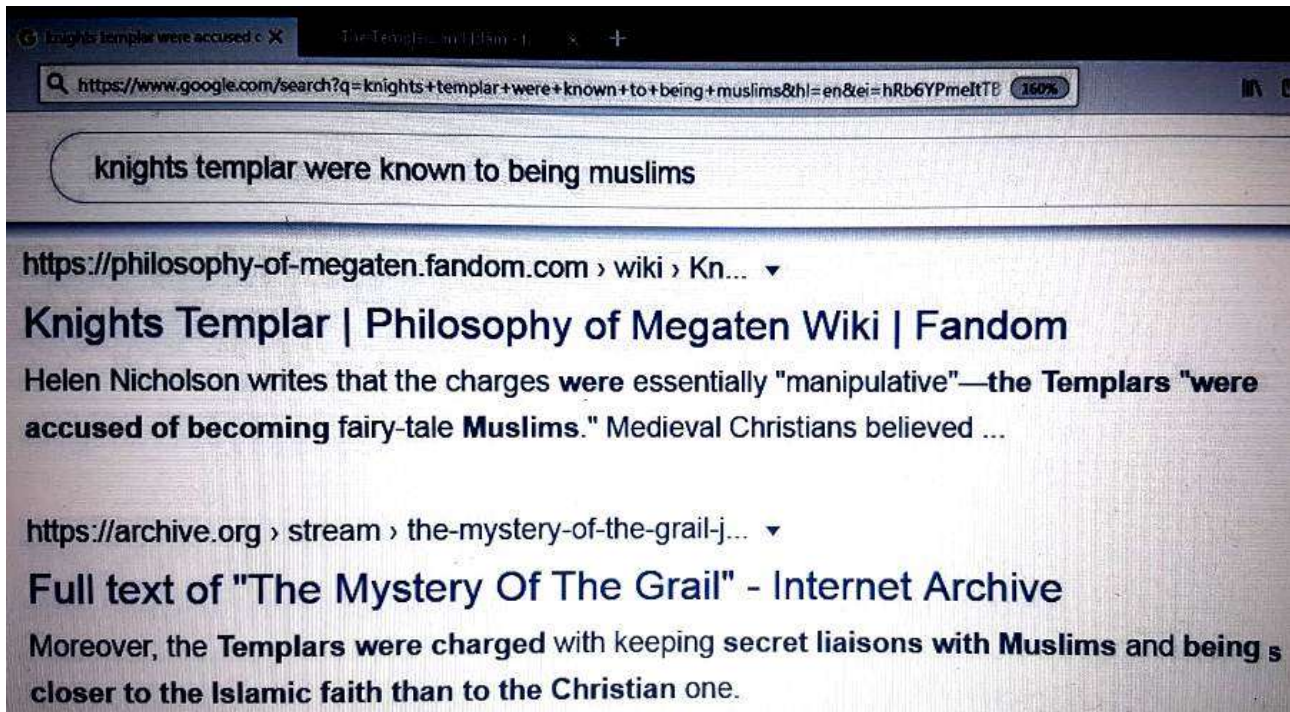 knights templar were accused c
https://www.google.com/search?q=knights+templar+were+known+to+being+muslims&hl=en&ei=hRb6YPmeItTB 160%
knights templar were known to being muslims
https://philosophy-of-megaten.fandom.com › wiki › Kn...
Knights Templar | Philosophy of Megaten Wiki | Fandom
Helen Nicholson writes that the charges were essentially "manipulative"—the Templars "were
accused of becoming fairy-tale Muslims." Medieval Christians believed ...
https://archive.org › stream › the-mystery-of-the-grail-j...
Full text of "The Mystery Of The Grail" - Internet Archive
Moreover, the Templars were charged with keeping secret liaisons with Muslims and being s
closer to the Islamic faith than to the Christian one.